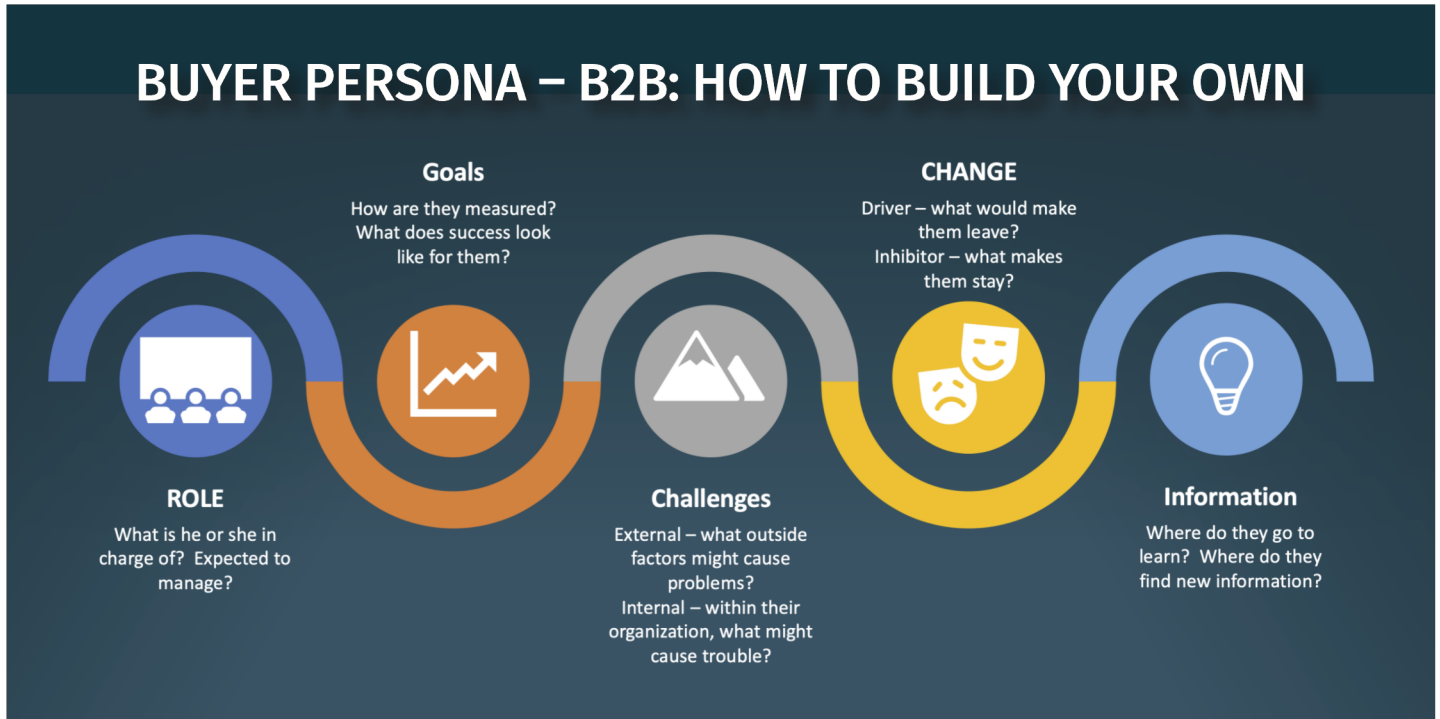 BUYER PERSONA – B2B: HOW TO BUILD YOUR OWN
ROLE
What is he or she in
charge of?  Expected to
manage?
Goals
How are they measured?
What does success look
like for them?
Challenges
External – what outside
factors might cause
problems?
Internal – within their
organization, what might
cause trouble?
CHANGE
Driver – what would make
them leave?
Inhibitor – what makes
them stay?
Information
Where do they go to
learn?  Where do they
find new information?